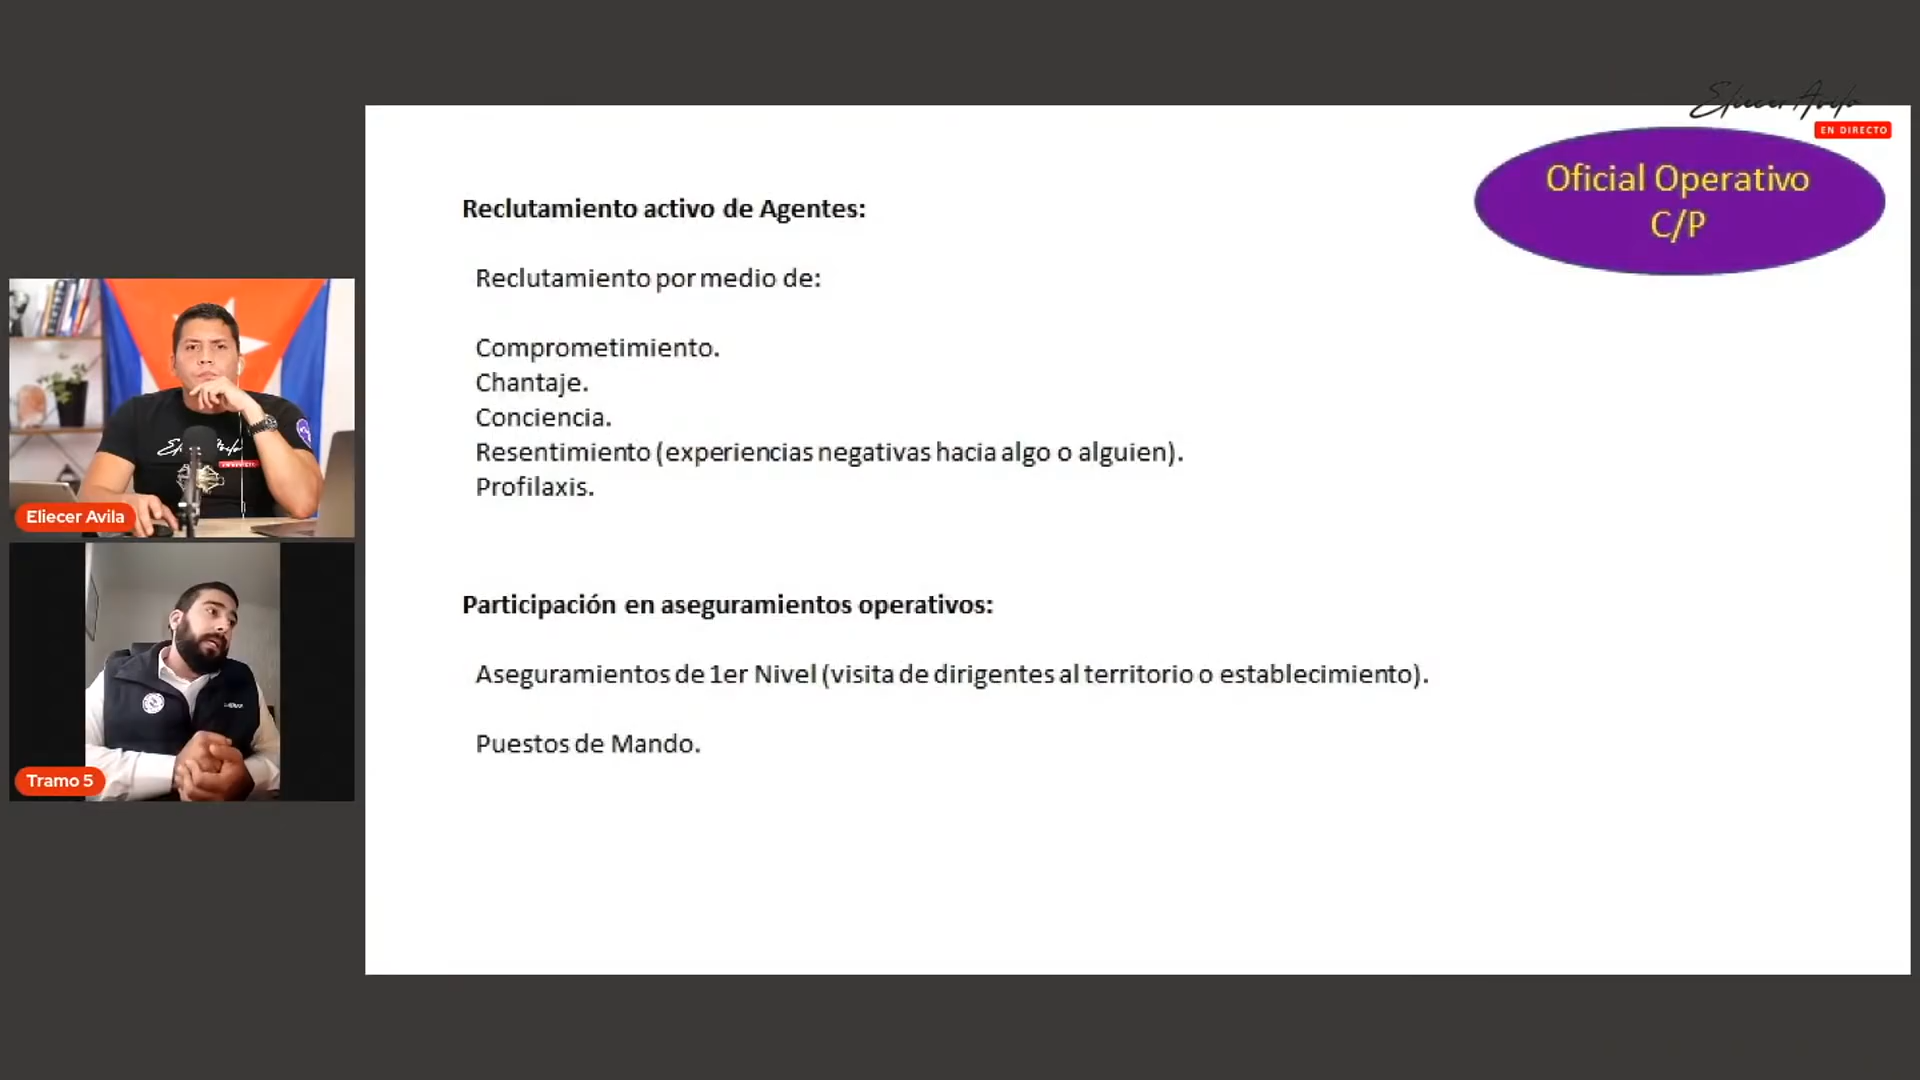 Eliecer Avila
EN DIRECTO
Oficial Operativo
C/P
Reclutamiento activo de Agentes:
Reclutamiento por medio de:
Comprometimiento.
Chantaje.
Conciencia.
Resentimiento (experiencias negativas hacia algo o alguien).
Profilaxis.
Participación en aseguramientos operativos:
Aseguramientos de 1er Nivel (visita de dirigentes al territorio o establecimiento).
Puestos de Mando.
Eliecer Avila
Tramo 5